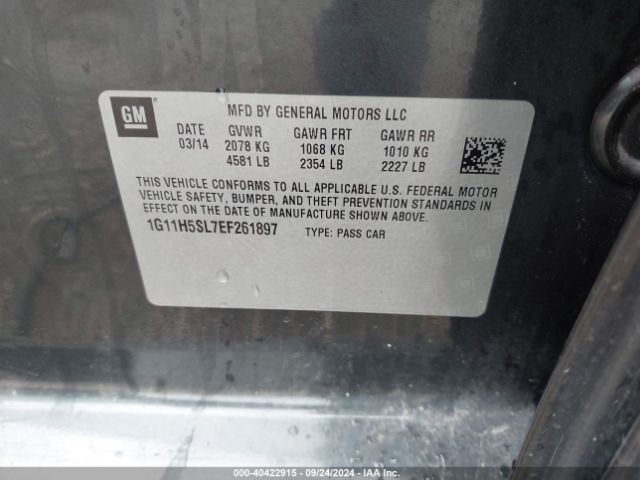 GM
MFD BY GENERAL MOTORS LLC
DATE GVWR GAWR FRT GAWR RR
03/14 2078 KG 1068 KG 1010 KG
4581 LB 2354 LB 2227 LB
THIS VEHICLE CONFORMS TO ALL APPLICABLE U.S. FEDERAL MOTOR
VEHICLE SAFETY, BUMPER, AND THEFT PREVENTION STANDARDS IN
EFFECT ON THE DATE OF MANUFACTURE SHOWN ABOVE.
1G11H5SL7EF261897 TYPE: PASS CAR
000-40422915 - 09/24/2024 - IAA Inc.